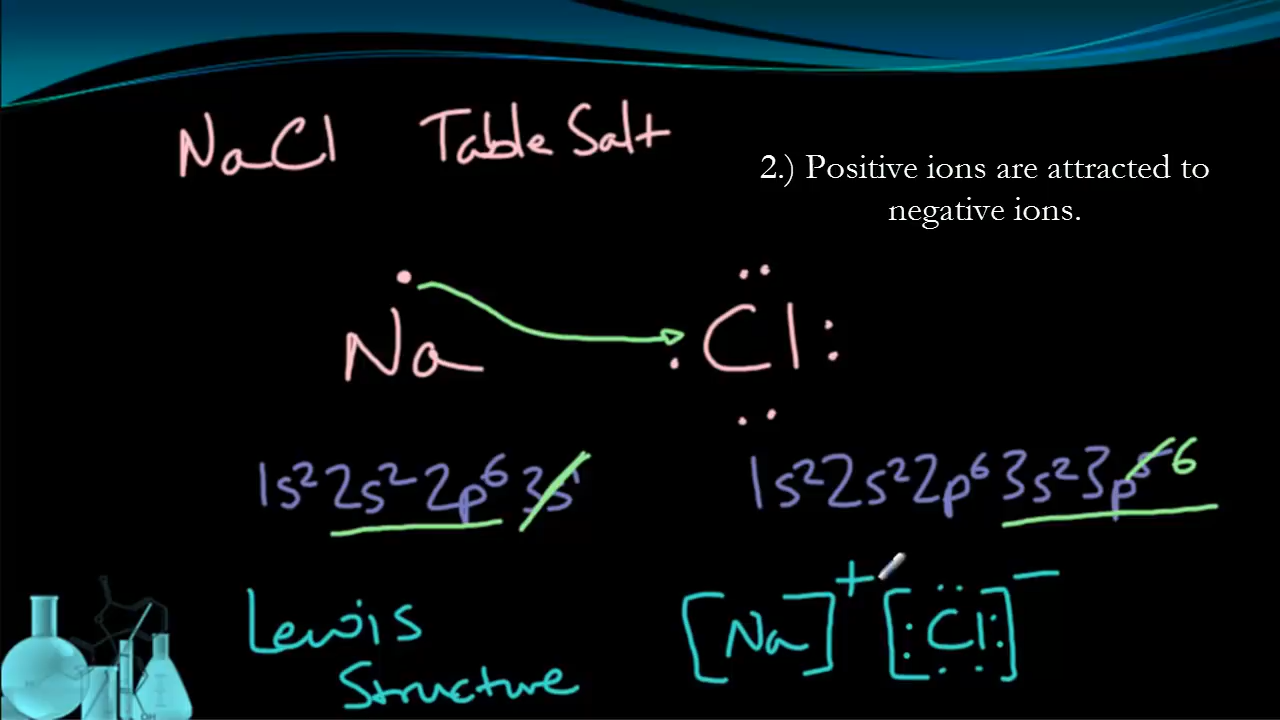 NaCl Table Salt
2.) Positive ions are attracted to
negative ions.
Na Cl
1s²2s²2p⁶3s¹ 1s²2s²2p⁶3s²3p⁵ 6
Lewis
Structure
[Na]⁺ [Cl]⁻
OH